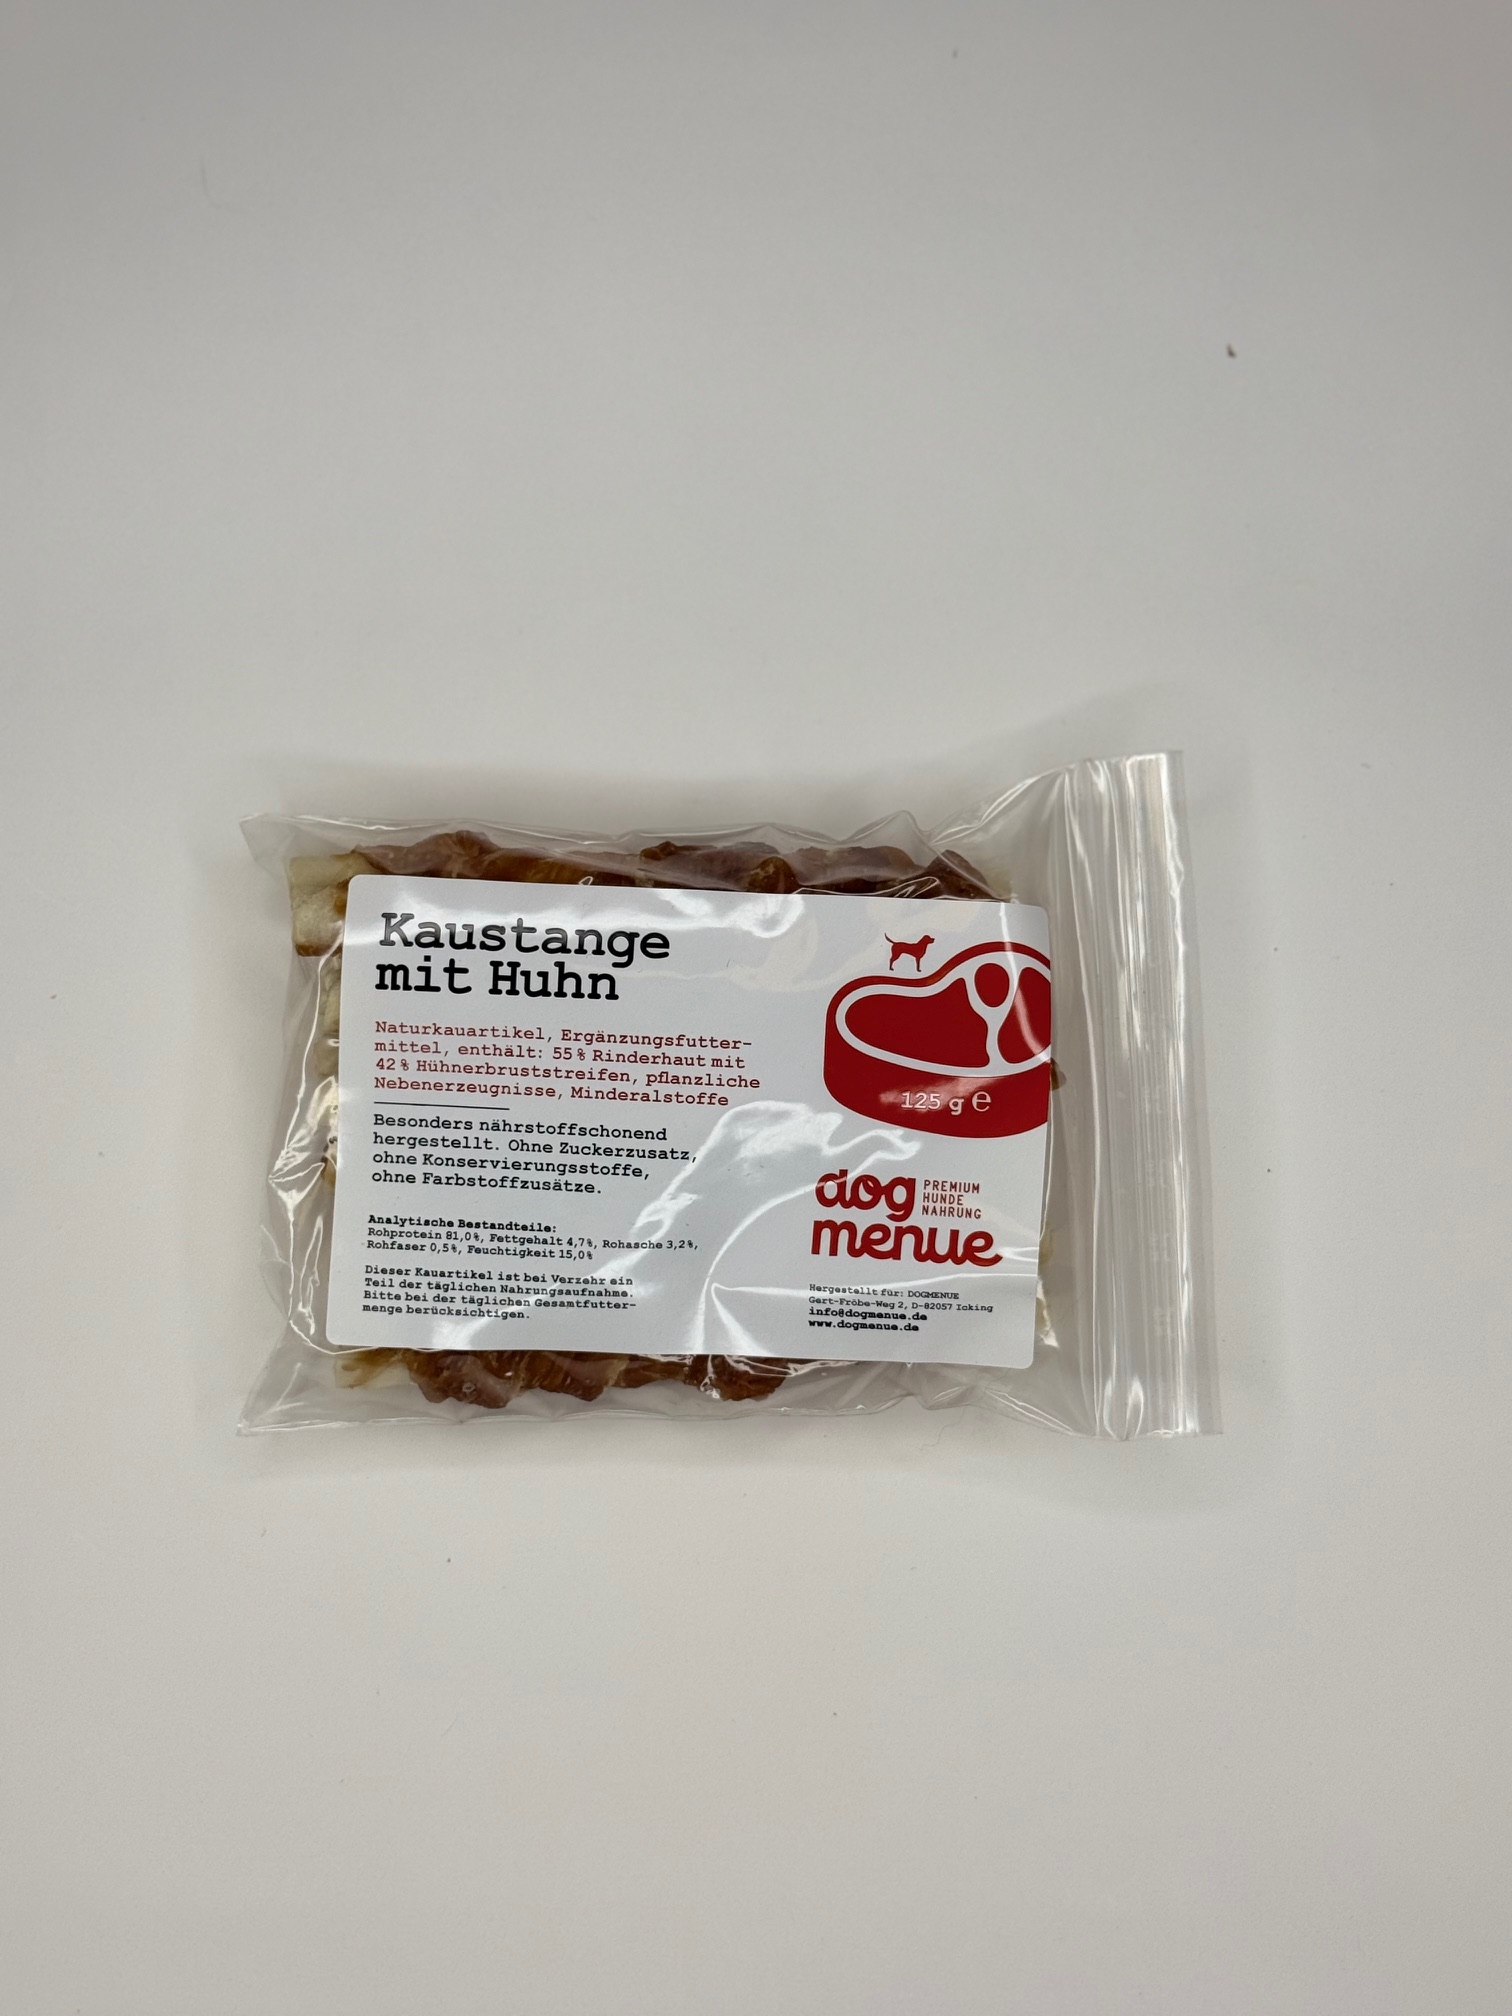 Kaustange
mit Huhn
Naturkauartikel, Ergänzungsfutter-
mittel, enthält: 55% Rinderhaut mit
42% Hühnerbruststreifen, pflanzliche
Nebenerzeugnisse, Minderalstoffe
Besonders nährstoffschonend
hergestellt. Ohne Zuckerzusatz,
ohne Konservierungsstoffe,
ohne Farbstoffzusätze.
Analytische Bestandteile:
Rohprotein 81,0%, Fettgehalt 4,7%, Rohasche 3,2%,
Rohfaser 0,5%, Feuchtigkeit 15,0%
Dieser Kauartikel ist bei Verzehr ein
Teil der täglichen Nahrungsaufnahme.
Bitte bei der täglichen Gesamtfutter-
menge berücksichtigen.
125 g ℮
dog
menue
PREMIUM
HUNDE
NAHRUNG
Hergestellt für: DOGMENUE
Gert-Fröbe-Weg 2, D-82057 Icking
info@dogmenue.de
www.dogmenue.de